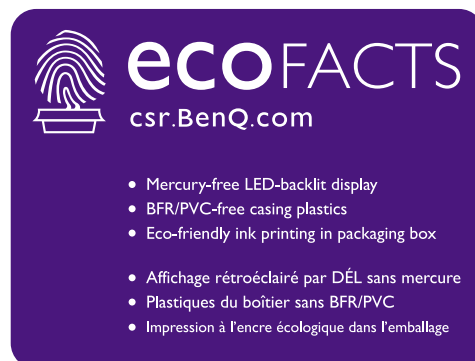 ecoFACTS
csr.BenQ.com
• Mercury-free LED-backlit display
• BFR/PVC-free casing plastics
• Eco-friendly ink printing in packaging box
• Affichage rétroéclairé par DÉL sans mercure
• Plastiques du boîtier sans BFR/PVC
• Impression à l'encre écologique dans l'emballage